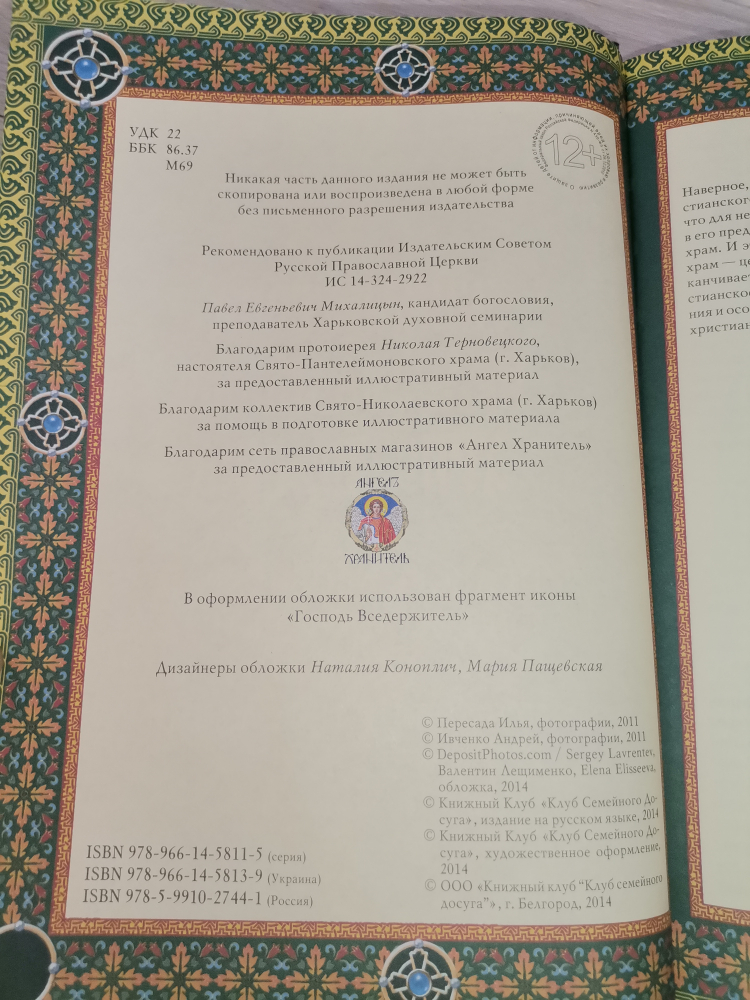 УДК 22
ББК 86.37
М69
12+
Никакая часть данного издания не может быть
скопирована или воспроизведена в любой форме
без письменного разрешения издательства
Рекомендовано к публикации Издательским Советом
Русской Православной Церкви
ИС 14-324-2922
Павел Евгеньевич Михалицын, кандидат богословия,
преподаватель Харьковской духовной семинарии
Благодарим протоиерея Николая Терновецкого,
настоятеля Свято-Пантелеймоновского храма (г. Харьков),
за предоставленный иллюстративный материал
Благодарим коллектив Свято-Николаевского храма (г. Харьков)
за помощь в подготовке иллюстративного материала
Благодарим сеть православных магазинов «Ангел Хранитель»
за предоставленный иллюстративный материал
АНГЕЛЪ
ХРАНИТЕЛЬ
В оформлении обложки использован фрагмент иконы
«Господь Вседержитель»
Дизайнеры обложки Наталия Коноплич, Мария Пащевская
© Пересада Илья, фотографии, 2011
© Ивченко Андрей, фотографии, 2011
© DepositPhotos.com / Sergey Lavrentev,
Валентин Лещименко, Elena Elisseeva,
обложка, 2014
© Книжный Клуб «Клуб Семейного До-
суга», издание на русском языке, 2014
© Книжный Клуб «Клуб Семейного До-
суга», художественное оформление,
2014
© ООО «Книжный клуб "Клуб семейного
досуга"», г. Белгород, 2014
ISBN 978-966-14-5811-5 (серия)
ISBN 978-966-14-5813-9 (Украина)
ISBN 978-5-9910-2744-1 (Россия)
Наверное,
стианского
что для не
в его пред
храм. И э
храм — це
канчивает
стианское
ния и осо
христиан